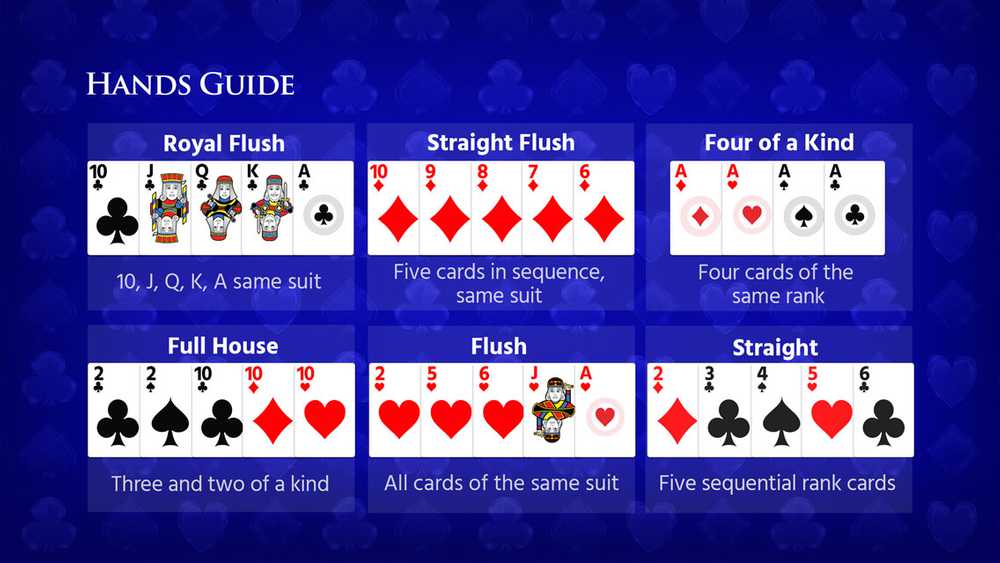 HANDS GUIDE
Royal Flush
10 J Q K A
10, J, Q, K, A same suit
Straight Flush
10 9 8 7 6
Five cards in sequence,
same suit
Four of a Kind
A A A A
Four cards of the
same rank
Full House
2 2 10 10 10
Three and two of a kind
Flush
2 5 6 J A
All cards of the same suit
Straight
2 3 4 5 6
Five sequential rank cards